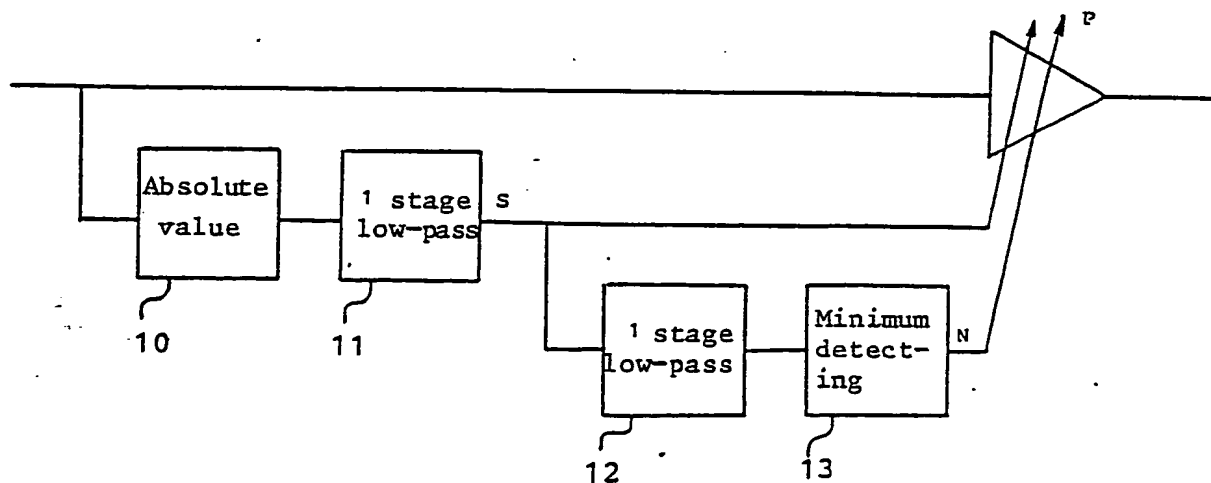 P
Absolute
value
1 stage
low-pass
S
10
11
1 stage
low-pass
Minimum
detect-
ing
N
12
13